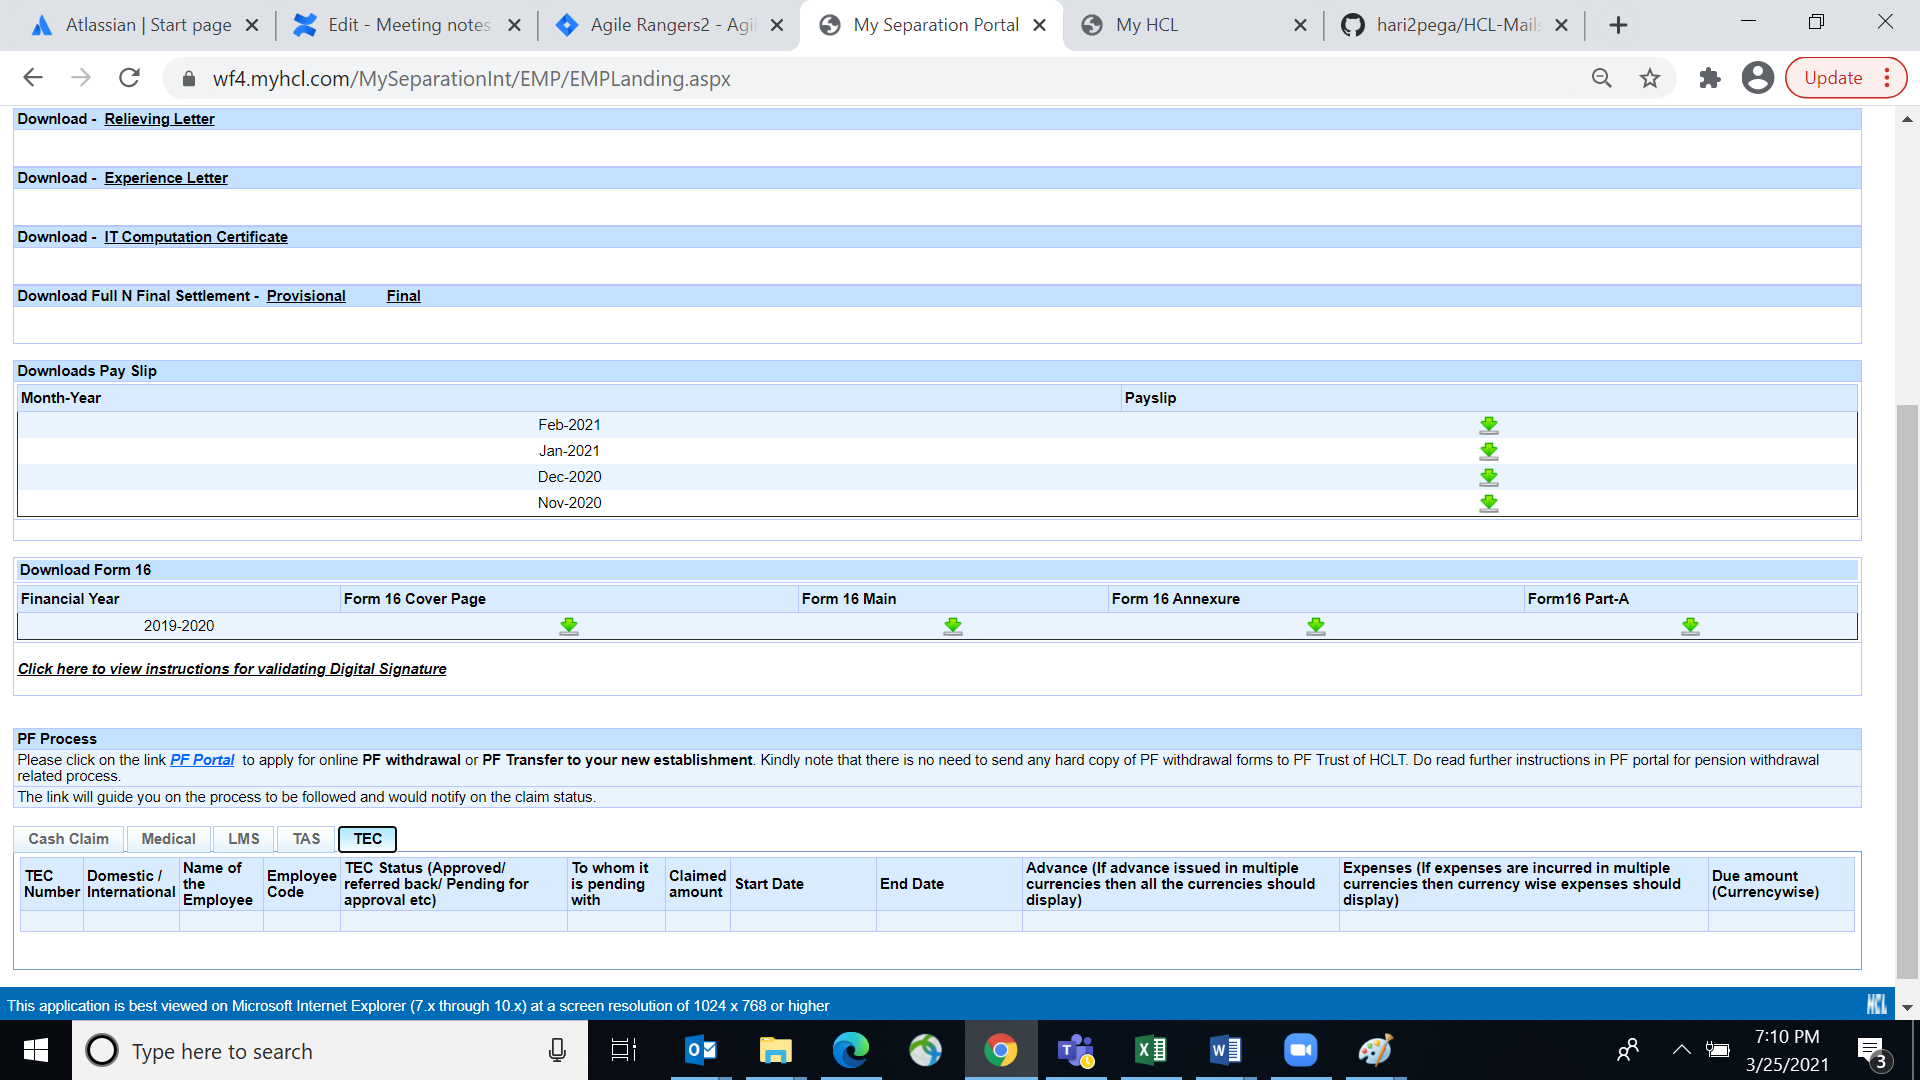 Atlassian | Start page
Edit - Meeting notes
Agile Rangers2 - Agil
My Separation Portal
My HCL
hari2pega/HCL-Mails
wf4.myhcl.com/MySeparationInt/EMP/EMPLanding.aspx
Update
Download - Relieving Letter
Download - Experience Letter
Download - IT Computation Certificate
Download Full N Final Settlement - Provisional Final
Downloads Pay Slip
Month-Year Payslip
Feb-2021
Jan-2021
Dec-2020
Nov-2020
Download Form 16
Financial Year Form 16 Cover Page Form 16 Main Form 16 Annexure Form16 Part-A
2019-2020
Click here to view instructions for validating Digital Signature
PF Process
Please click on the link PF Portal to apply for online PF withdrawal or PF Transfer to your new establishment. Kindly note that there is no need to send any hard copy of PF withdrawal forms to PF Trust of HCLT. Do read further instructions in PF portal for pension withdrawal
related process.
The link will guide you on the process to be followed and would notify on the claim status.
Cash Claim Medical LMS TAS TEC
TEC
Number
Domestic /
International
Name of
the
Employee
Employee
Code
TEC Status (Approved/
referred back/ Pending for
approval etc)
To whom it
is pending
with
Claimed
amount
Start Date
End Date
Advance (If advance issued in multiple
currencies then all the currencies should
display)
Expenses (If expenses are incurred in multiple
currencies then currency wise expenses should
display)
Due amount
(Currencywise)
This application is best viewed on Microsoft Internet Explorer (7.x through 10.x) at a screen resolution of 1024 x 768 or higher
HCL
Type here to search
7:10 PM
3/25/2021
3